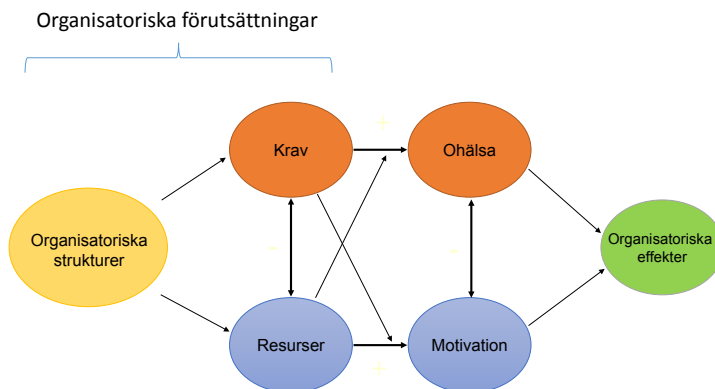 Organisatoriska förutsättningar
+
Krav
Ohälsa
Organisatoriska
strukturer
-
-
Organisatoriska
effekter
Resurser
Motivation
+